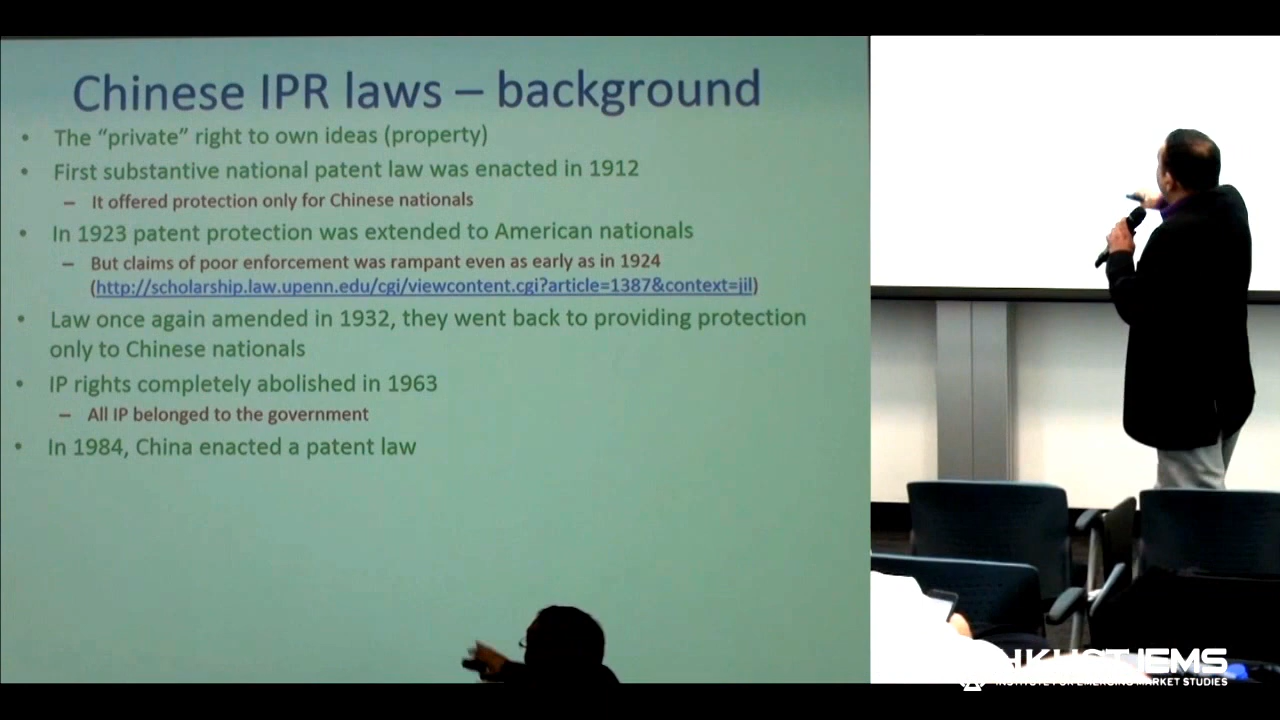 Chinese IPR laws – background
• The “private” right to own ideas (property)
• First substantive national patent law was enacted in 1912
– It offered protection only for Chinese nationals
• In 1923 patent protection was extended to American nationals
– But claims of poor enforcement was rampant even as early as in 1924
(http://scholarship.law.upenn.edu/cgi/viewcontent.cgi?article=1387&context=jil)
• Law once again amended in 1932, they went back to providing protection
only to Chinese nationals
• IP rights completely abolished in 1963
– All IP belonged to the government
• In 1984, China enacted a patent law
HKUST IEMS
INSTITUTE FOR EMERGING MARKET STUDIES